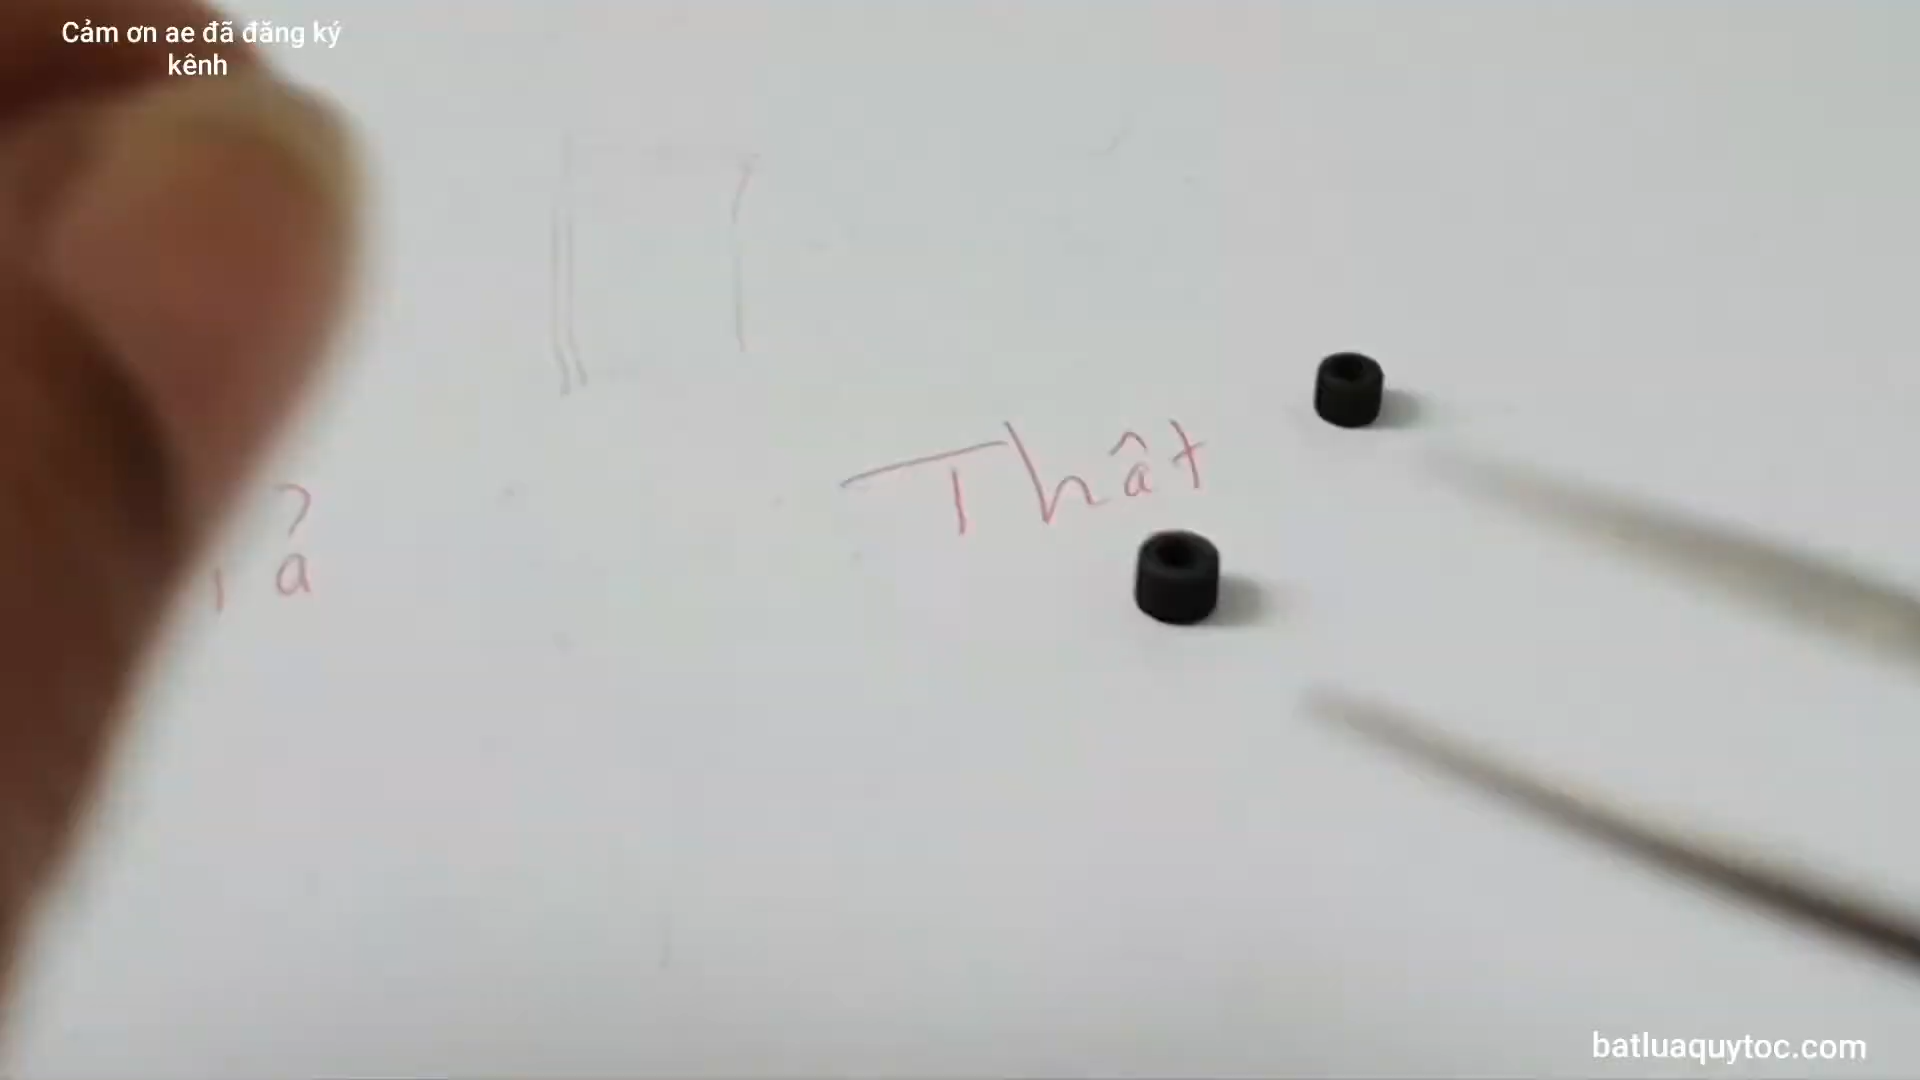 Cảm ơn ae đã đăng ký
kênh
Thật
ả
batluaquytoc.com